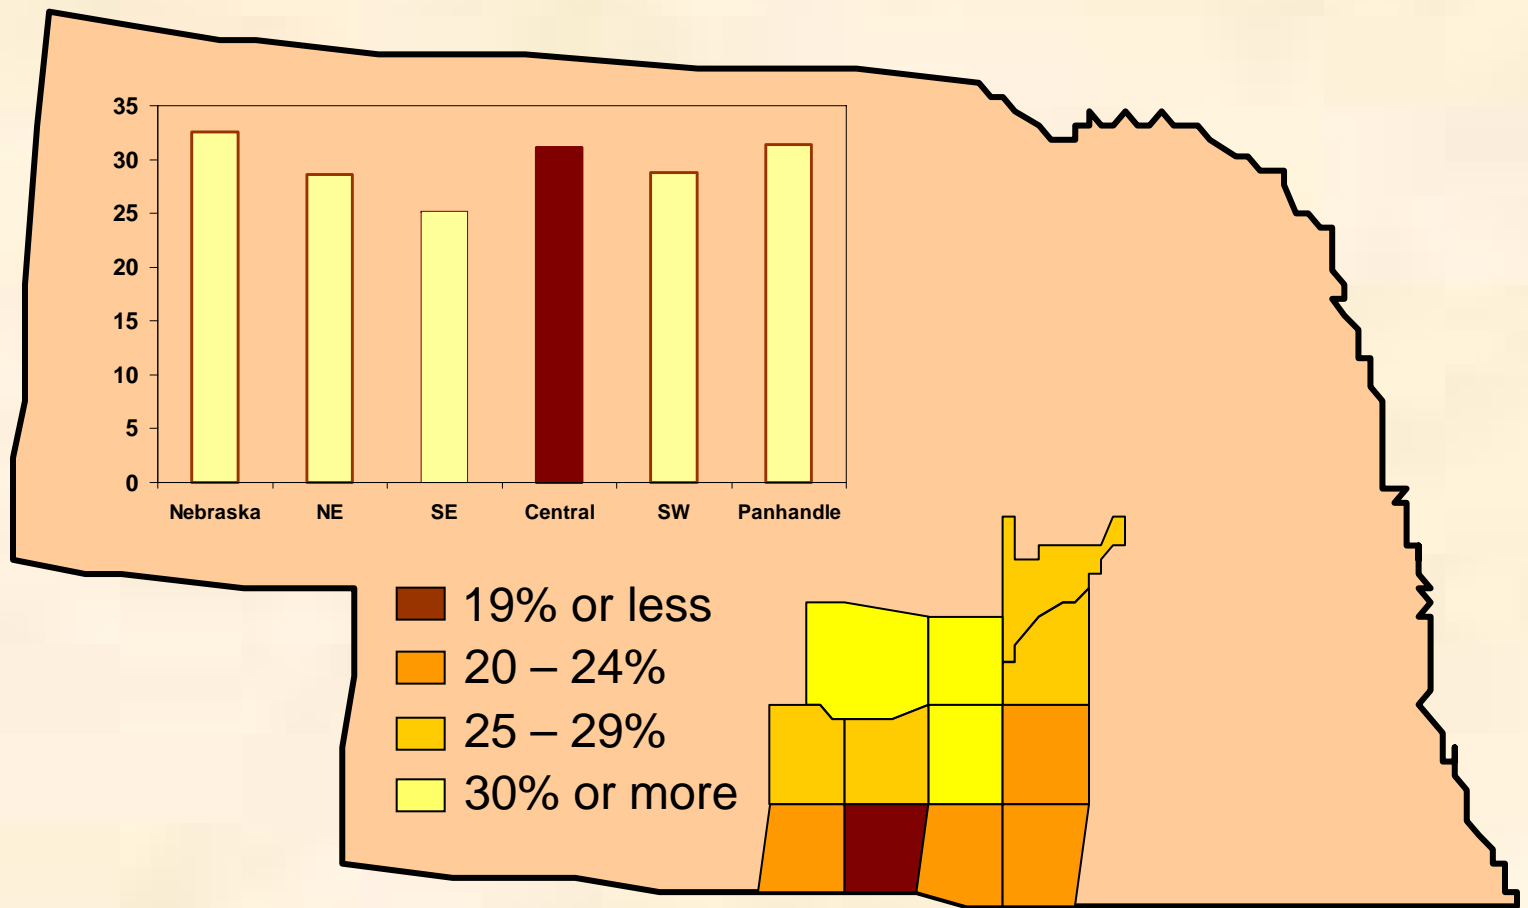 35
30
25
20
15
10
5
0
Nebraska NE SE Central SW Panhandle
19% or less
20 – 24%
25 – 29%
30% or more